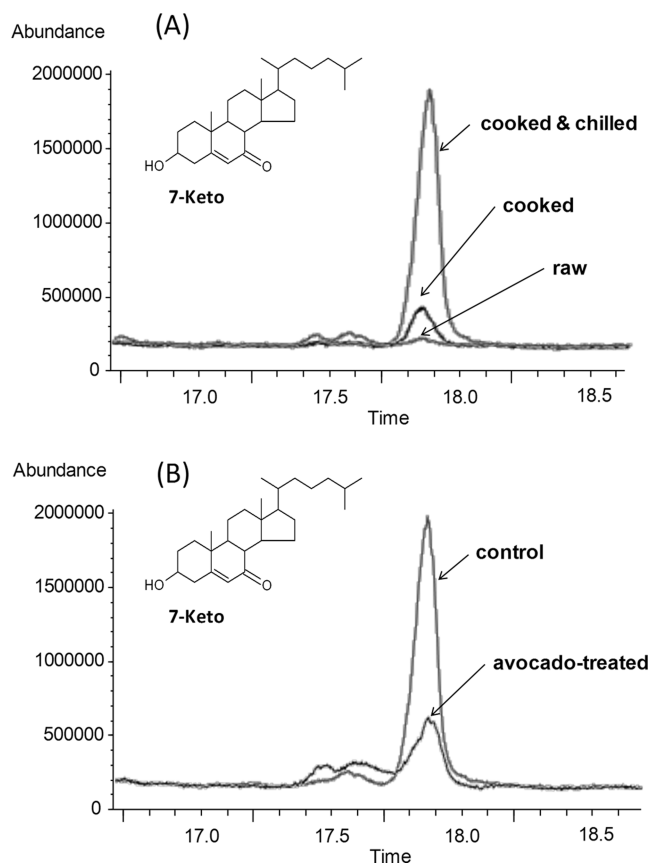 (A)
Abundance
2000000
1500000
1000000
500000
0
HO
O
7-Keto
cooked & chilled
cooked
raw
17.0 17.5 18.0 18.5
Time
(B)
Abundance
2000000
1500000
1000000
500000
0
HO
O
7-Keto
control
avocado-treated
17.0 17.5 18.0 18.5
Time